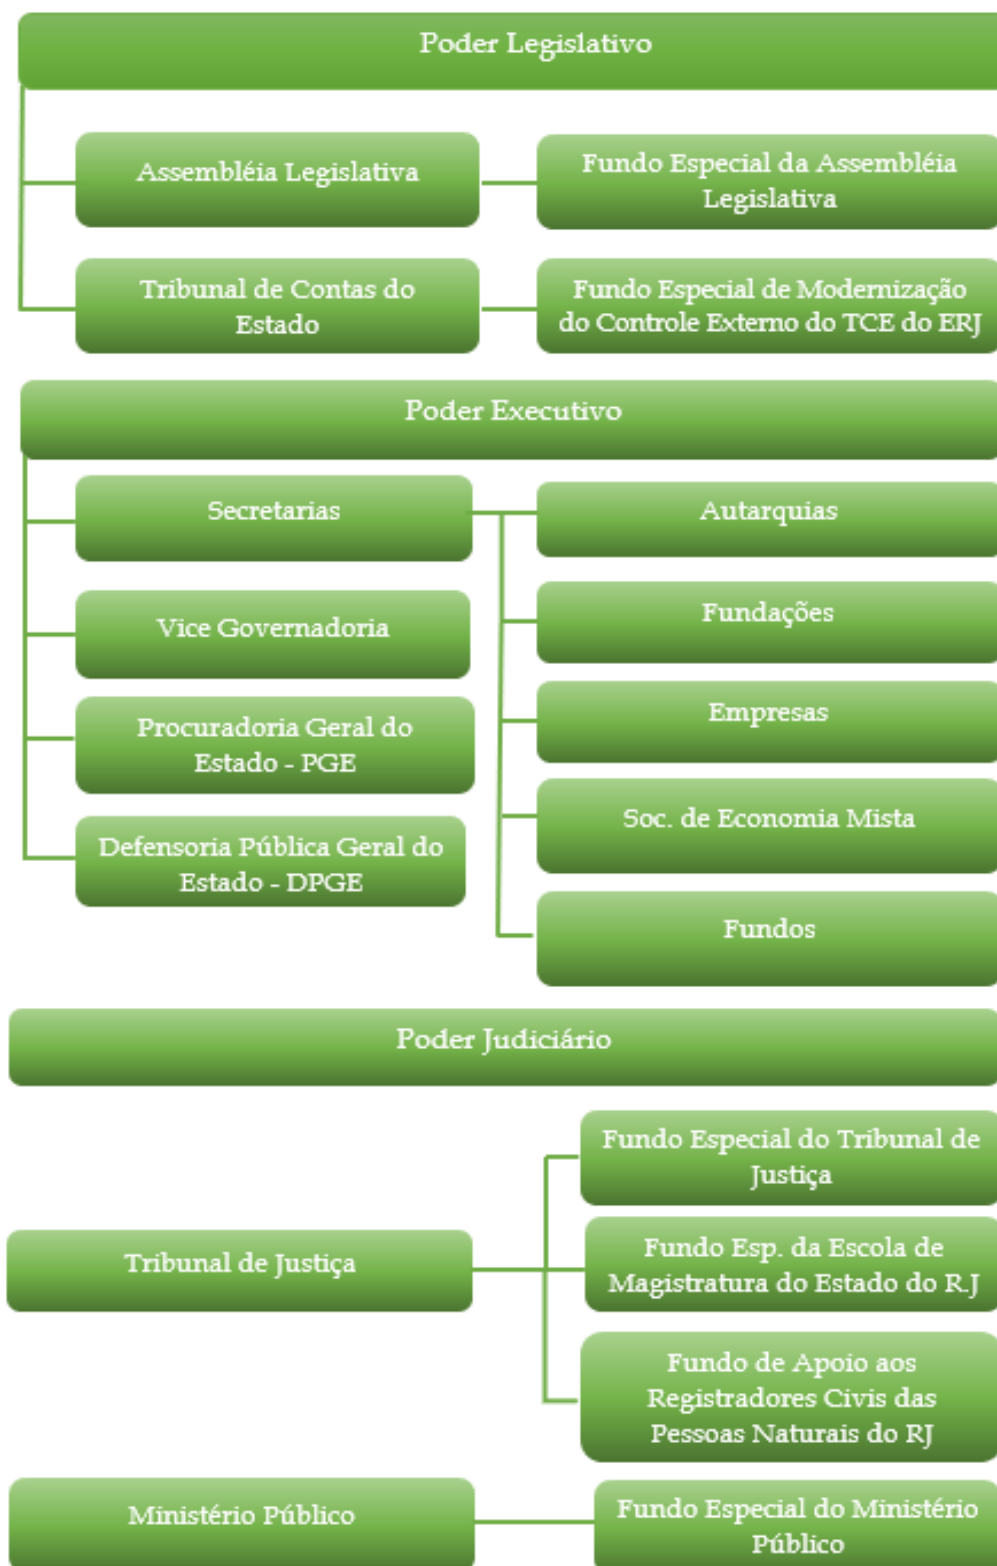 Poder Legislativo
Assembléia Legislativa
Fundo Especial da Assembléia
Legislativa
Tribunal de Contas do
Estado
Fundo Especial de Modernização
do Controle Externo do TCE do ERJ
Poder Executivo
Secretarias
Autarquias
Vice Governadoria
Fundações
Procuradoria Geral do
Estado - PGE
Empresas
Defensoria Pública Geral do
Estado - DPGE
Soc. de Economia Mista
Fundos
Poder Judiciário
Tribunal de Justiça
Fundo Especial do Tribunal de
Justiça
Fundo Esp. da Escola de
Magistratura do Estado do R.J
Fundo de Apoio aos
Registradores Civis das
Pessoas Naturais do RJ
Ministério Público
Fundo Especial do Ministério
Público